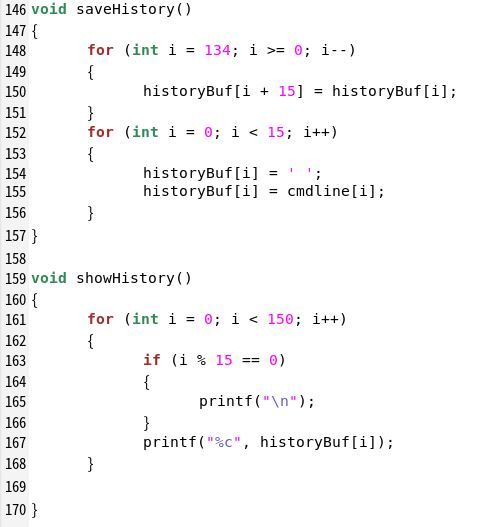 146 void saveHistory()
147 {
148 for (int i = 134; i >= 0; i--)
149 {
150 historyBuf[i + 15] = historyBuf[i];
151 }
152 for (int i = 0; i < 15; i++)
153 {
154 historyBuf[i] = ' ';
155 historyBuf[i] = cmdline[i];
156 }
157 }
158
159 void showHistory()
160 {
161 for (int i = 0; i < 150; i++)
162 {
163 if (i % 15 == 0)
164 {
165 printf("\n");
166 }
167 printf("%c", historyBuf[i]);
168 }
169
170 }